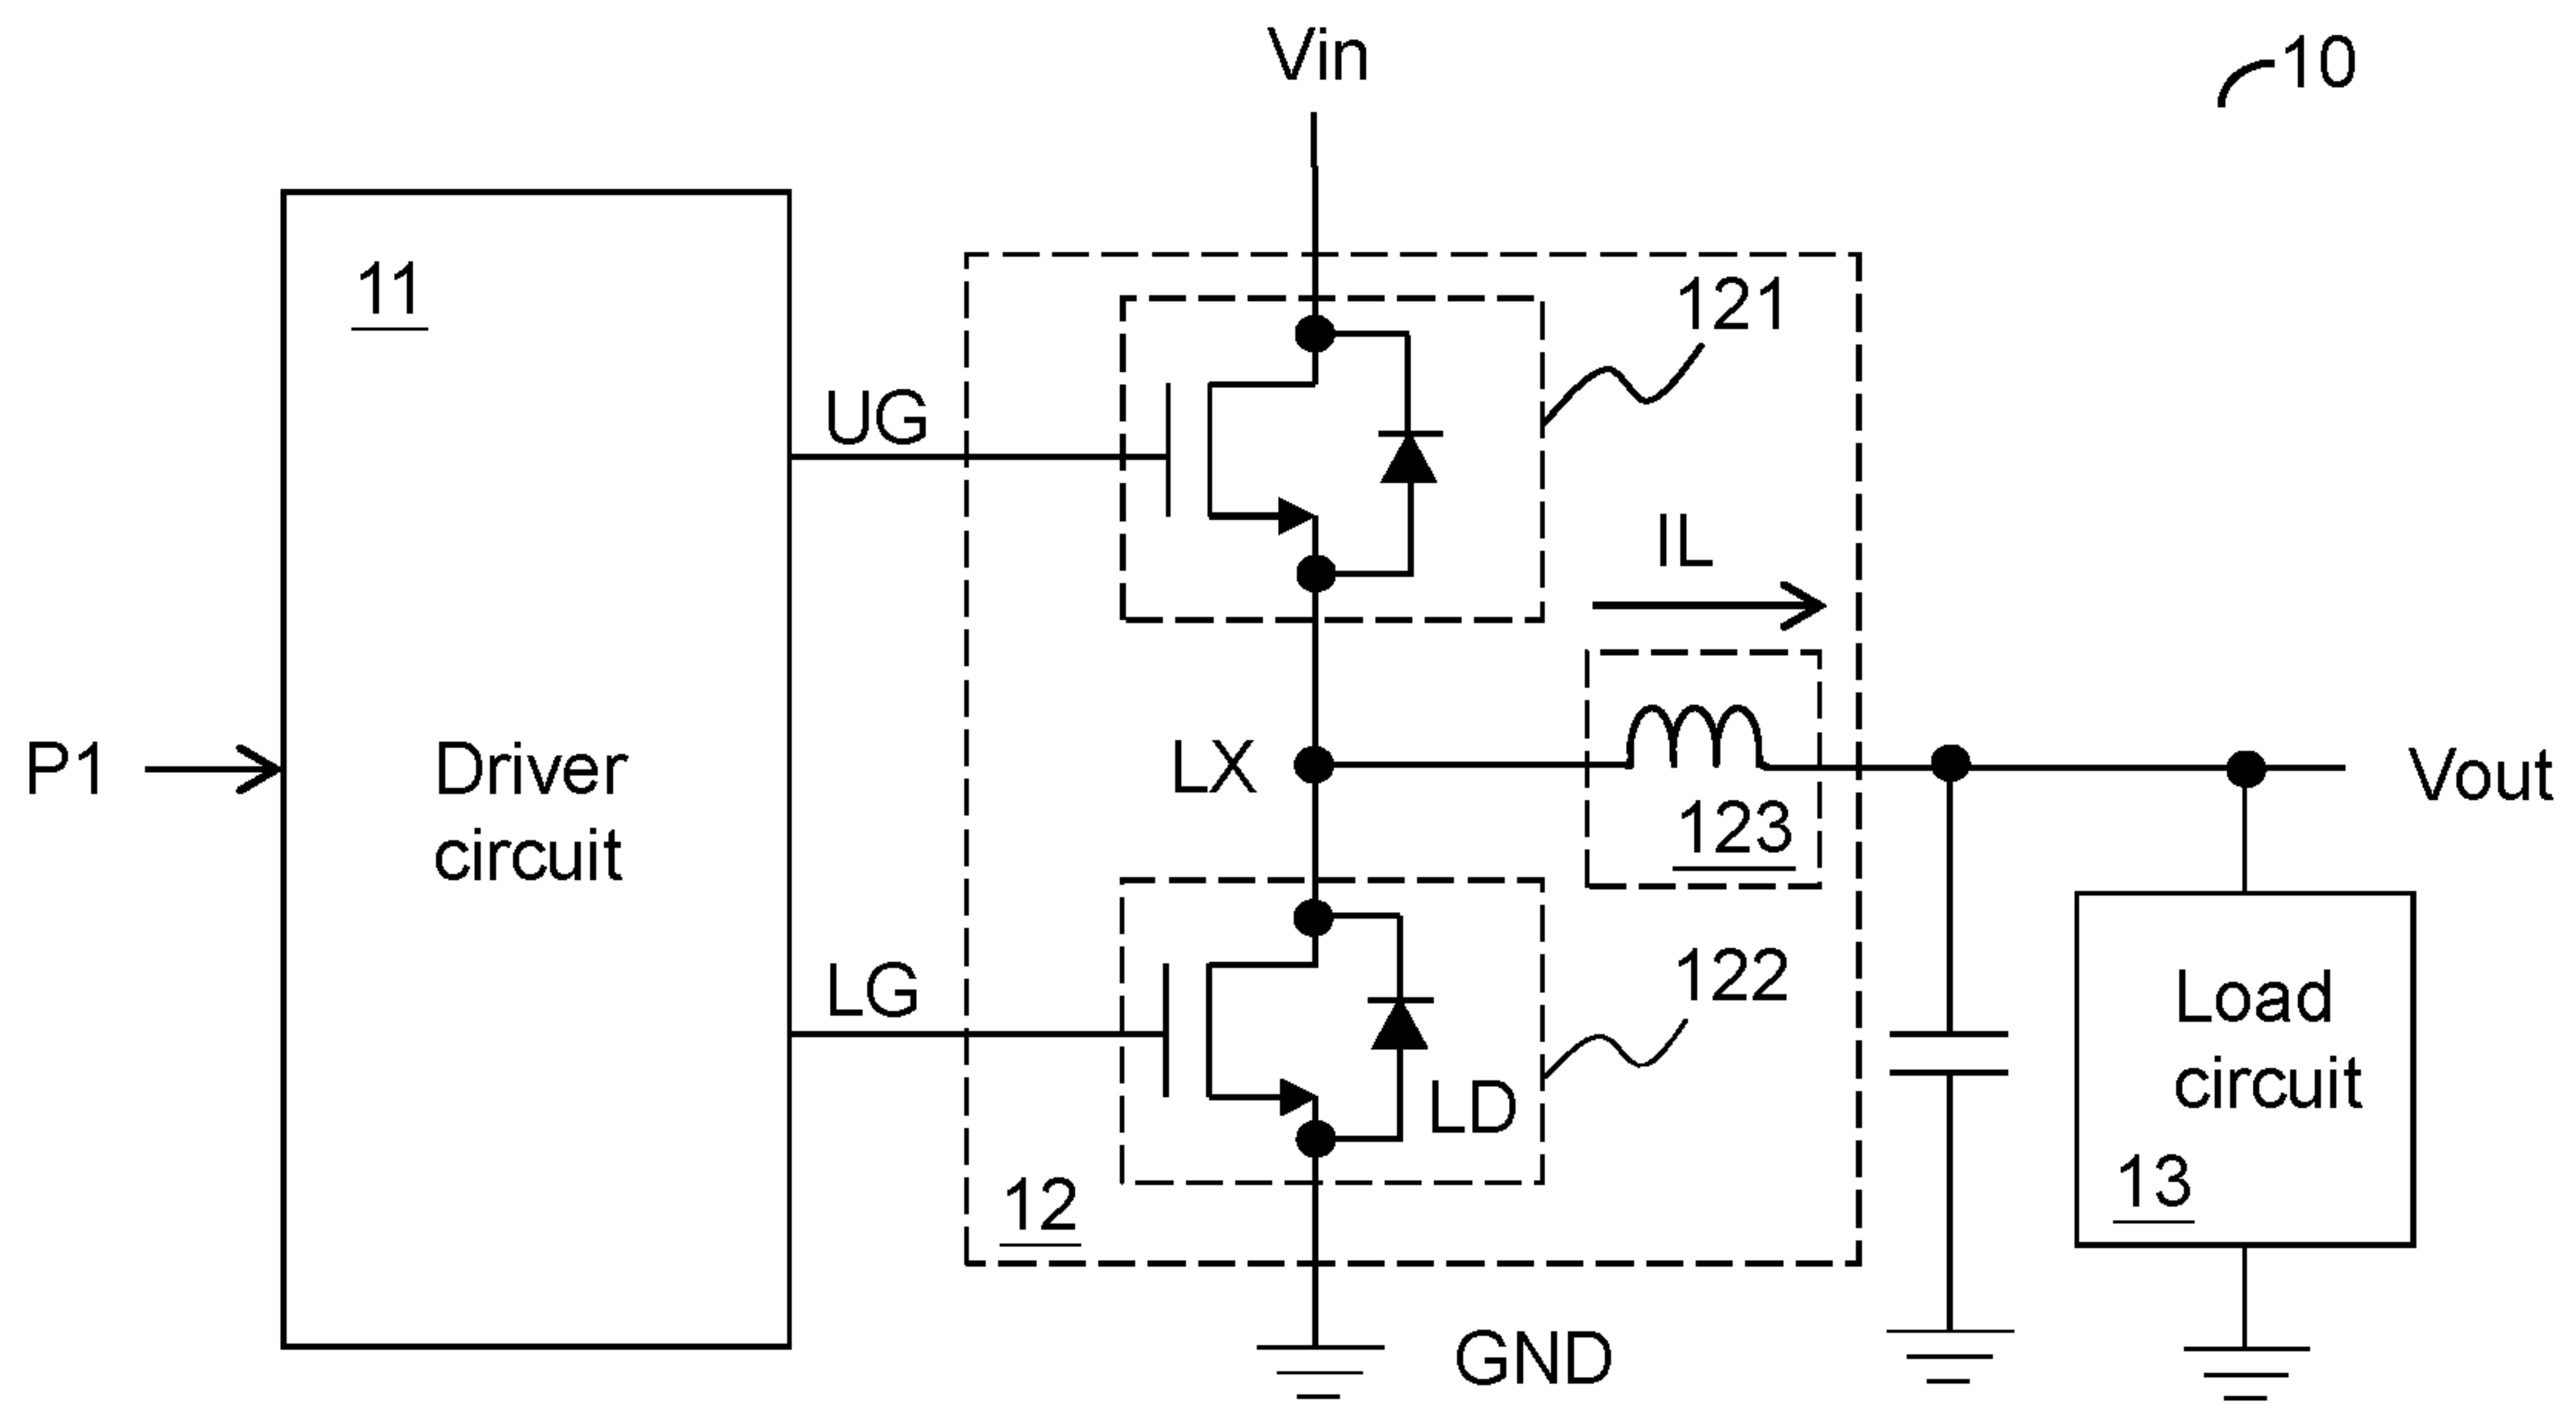 Vin
10
11
121
UG
IL
P1
Driver
circuit
LX
Vout
123
LG
122
Load
circuit
LD
12
13
GND